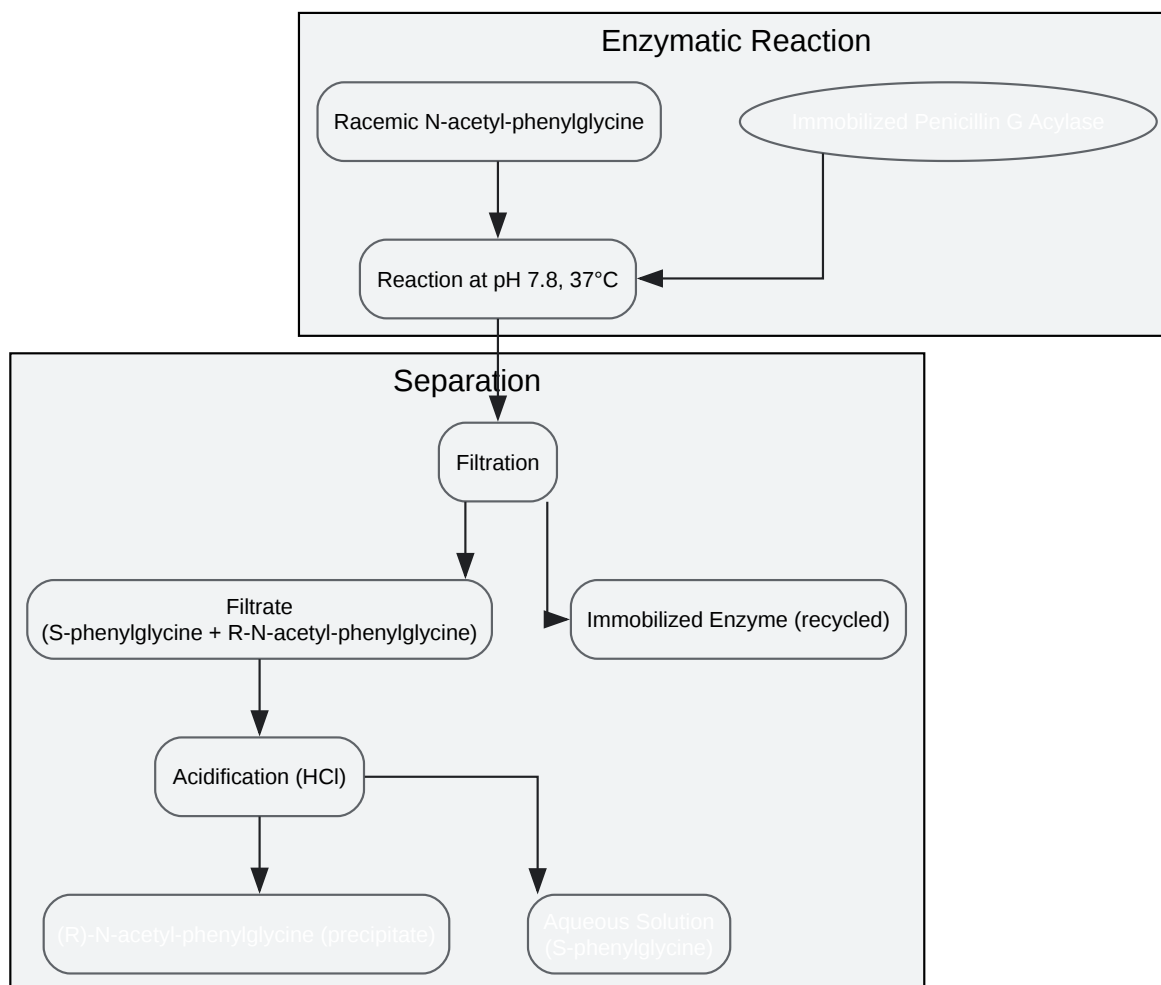 Enzymatic Reaction
Racemic N-acetyl-phenylglycine
Immobilized Penicillin G Acylase
Reaction at pH 7.8, 37°C
Separation
Filtration
Filtrate
(S-phenylglycine + R-N-acetyl-phenylglycine)
Immobilized Enzyme (recycled)
Acidification (HCl)
(R)-N-acetyl-phenylglycine (precipitate)
Aqueous Solution
(S-phenylglycine)